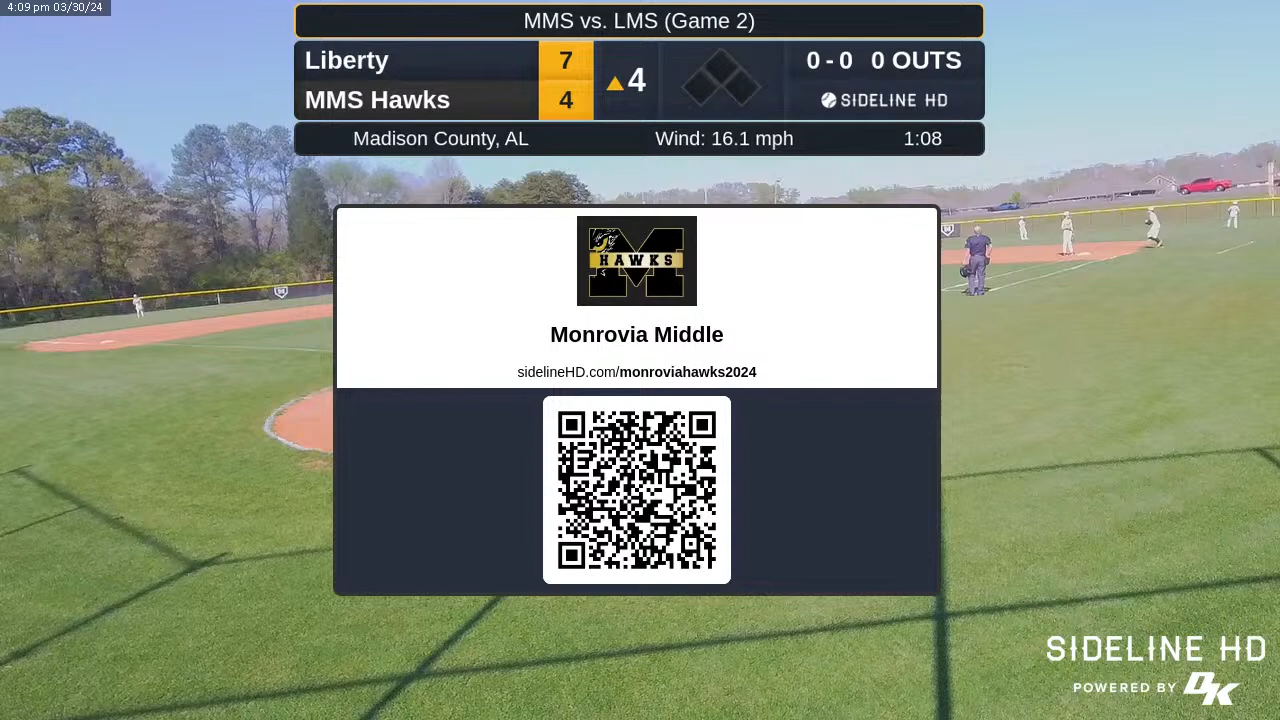 4:09 pm 03/30/24
MMS vs. LMS (Game 2)
Liberty 7
MMS Hawks 4
▲4
0 - 0 0 OUTS
SIDELINE HD
Madison County, AL Wind: 16.1 mph 1:08
HAWKS
Monrovia Middle
sidelineHD.com/monroviahawks2024
SIDELINE HD
POWERED BY DK